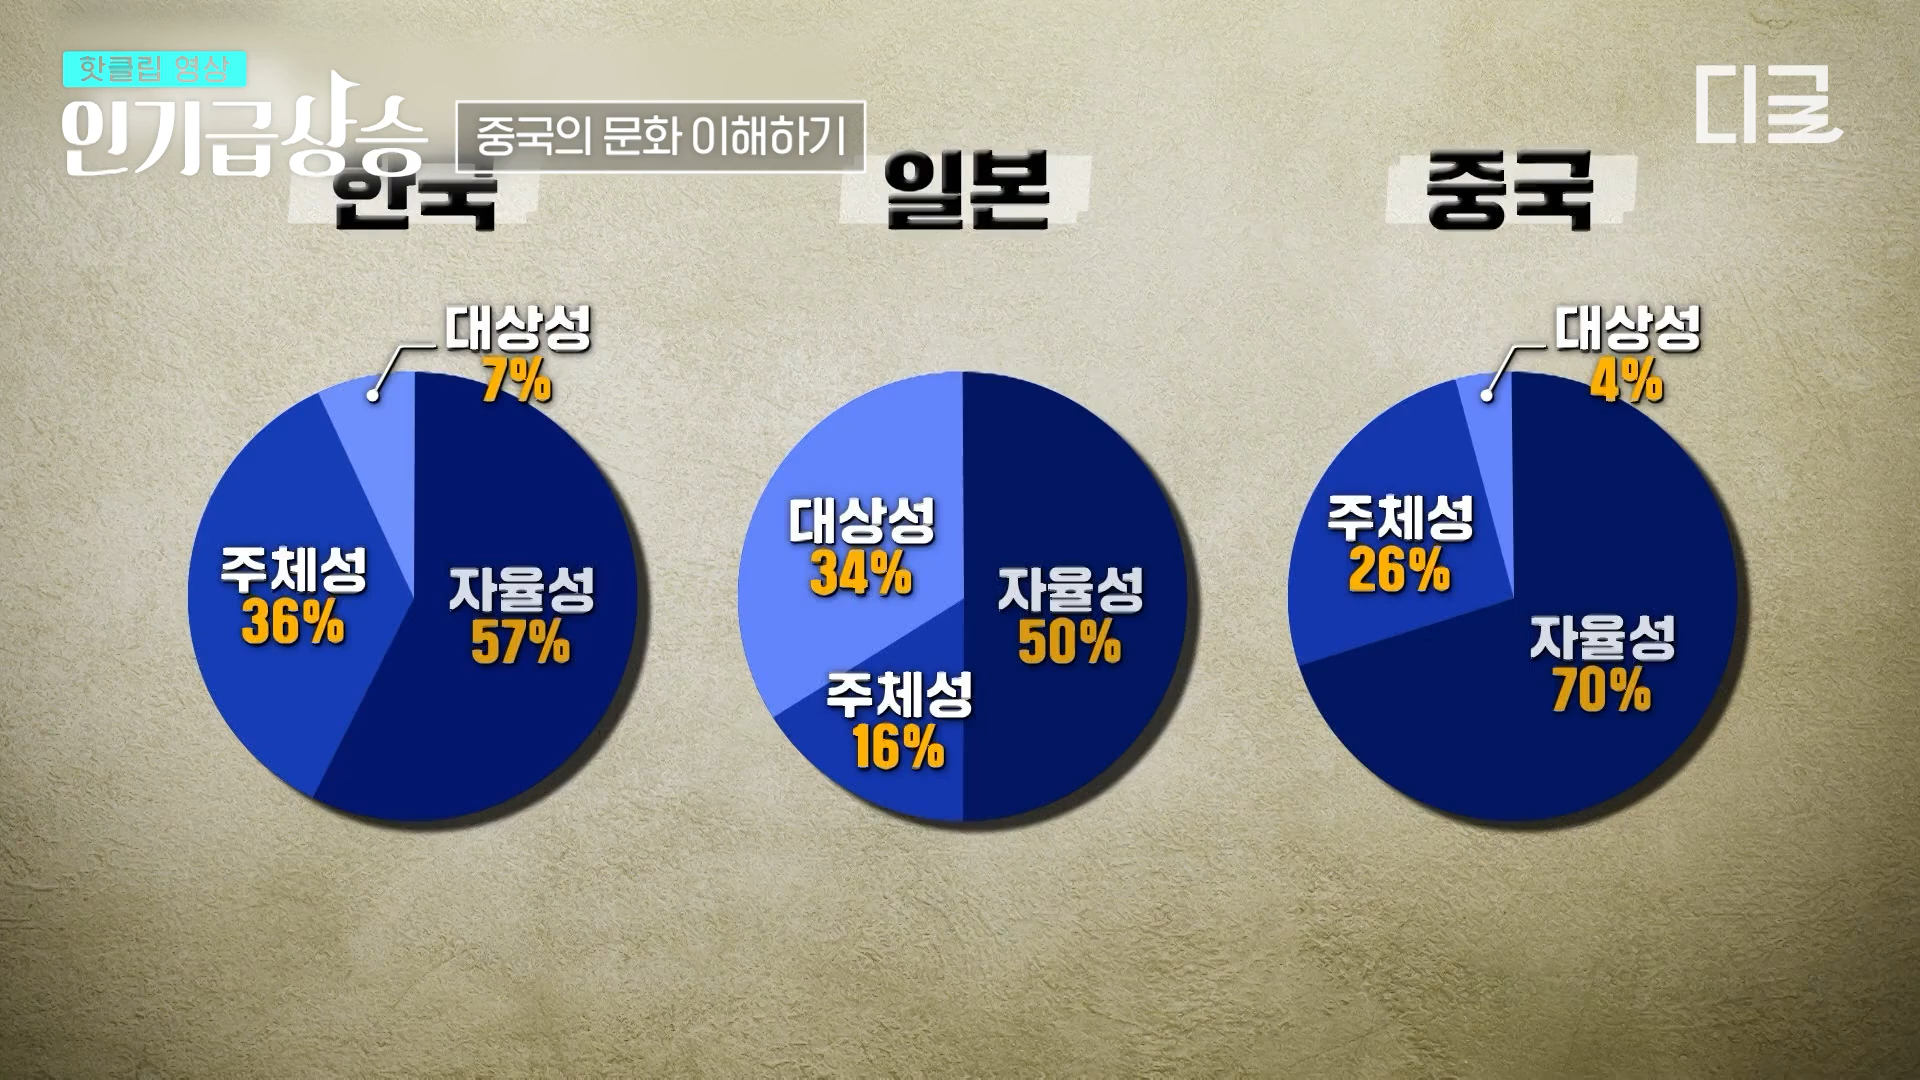 핫클립 영상
인기급상승
중국의 문화 이해하기
디글
한국
대상성
7%
주체성
36%
자율성
57%
일본
대상성
34%
자율성
50%
주체성
16%
중국
대상성
4%
주체성
26%
자율성
70%